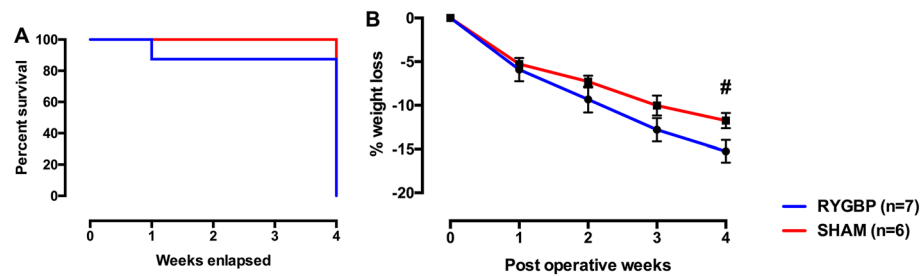 A
Percent survival
100
80
60
40
20
0
0 1 2 3 4
Weeks enlapsed
B
% weight loss
0
-5
-10
-15
-20
#
0 1 2 3 4
Post operative weeks
RYGBP (n=7)
SHAM (n=6)